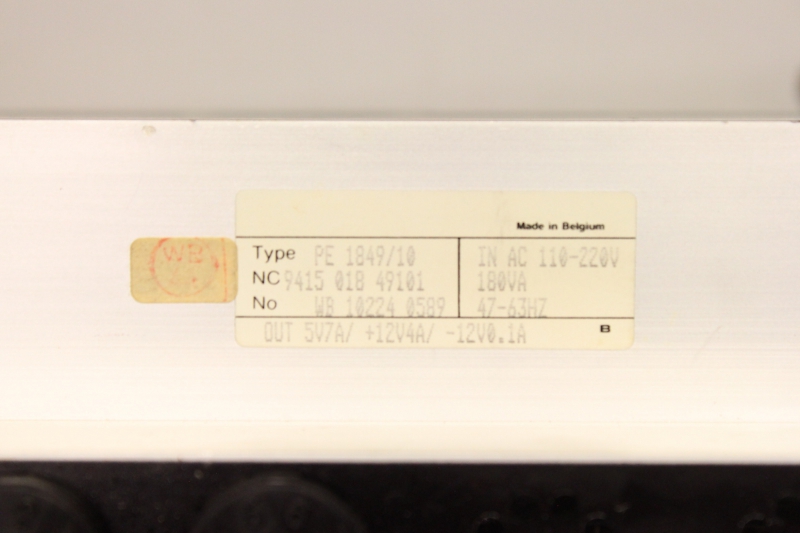 Made in Belgium
WB
Type PE 1849/10
NC 9415 018 49101
No WB 10224 0589
IN AC 110-220V
180VA
47-63HZ
OUT 5V7A/ +12V4A/ -12V0.1A
B